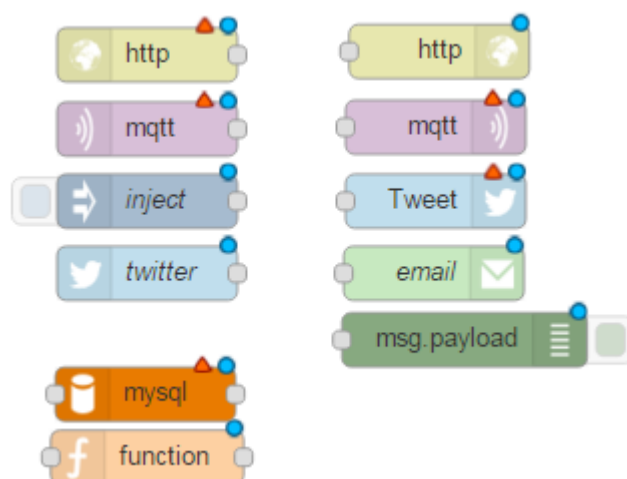 http
mqtt
inject
twitter
mysql
function
http
mqtt
Tweet
email
msg.payload